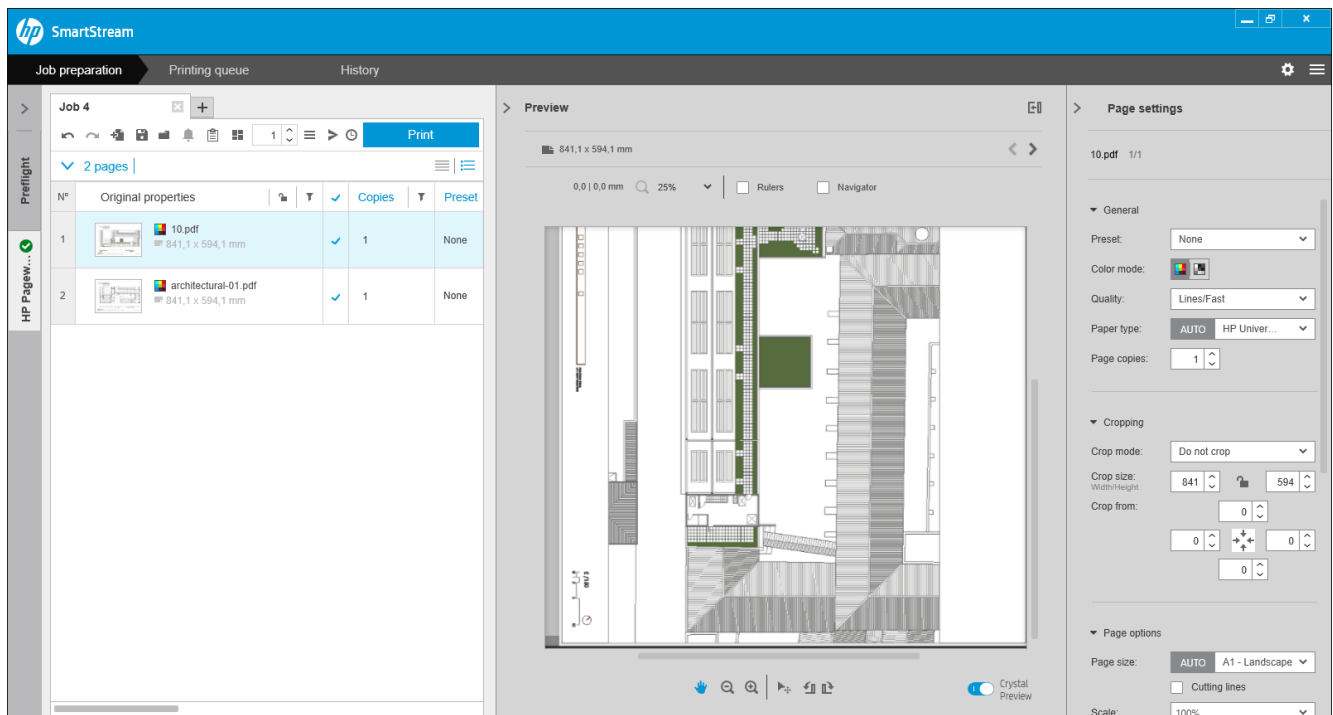 hp SmartStream
Job preparation Printing queue History
Job 4
Print
1
2 pages
Nº Original properties Copies Preset
1 10.pdf 1 None
841,1 x 594,1 mm
2 architectural-01.pdf 1 None
841,1 x 594,1 mm
Preflight
HP Pagew...
Preview
841,1 x 594,1 mm
0,0 | 0,0 mm 25% Rulers Navigator
Crystal
Preview
Page settings
10.pdf 1/1
General
Preset: None
Color mode:
Quality: Lines/Fast
Paper type: AUTO HP Univer...
Page copies: 1
Cropping
Crop mode: Do not crop
Crop size: 841 594
Width/Height
Crop from: 0
0 0
0
Page options
Page size: AUTO A1 - Landscape
Cutting lines
Scale: 100%